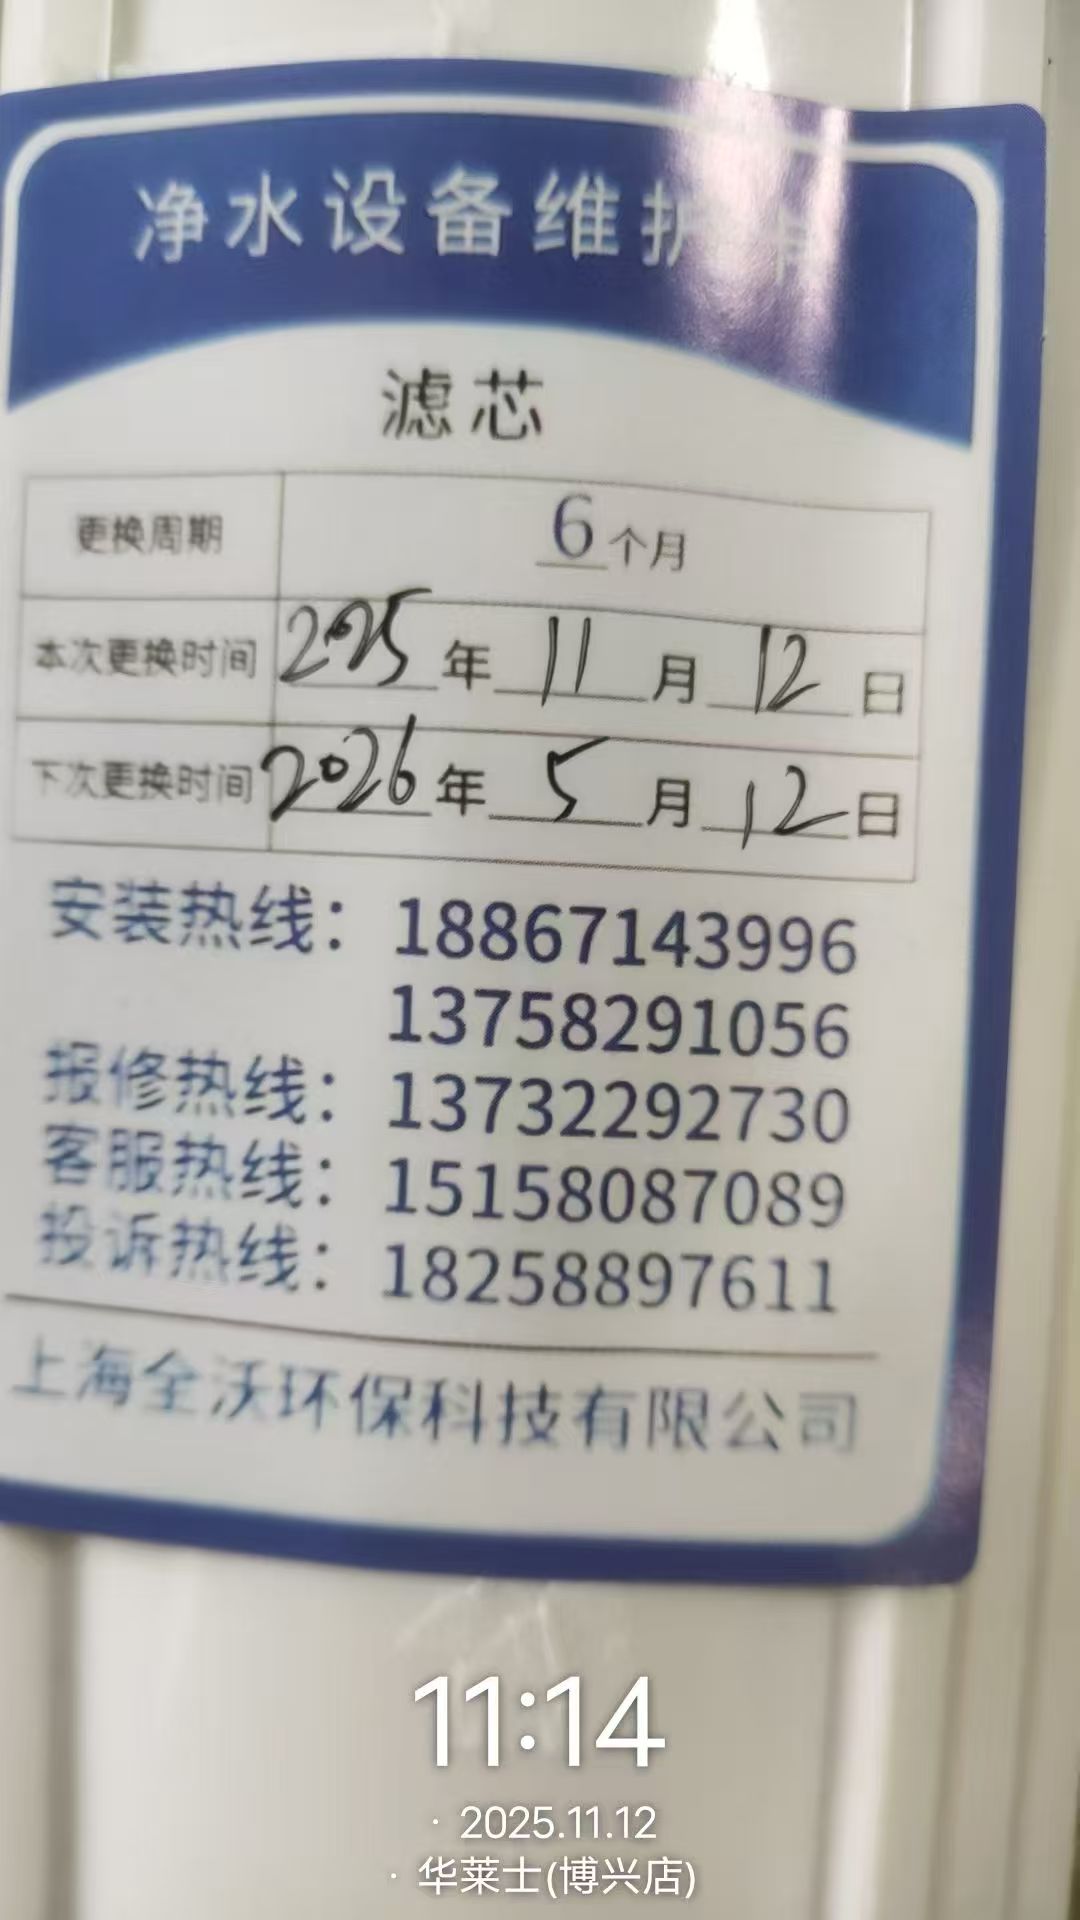 净水设备维护
滤芯
更换周期 6个月
本次更换时间 2025年11月12日
下次更换时间 2026年5月12日
安装热线：18867143996
13758291056
报修热线：13732292730
客服热线：15158087089
投诉热线：18258897611
上海全沃环保科技有限公司
11:14
· 2025.11.12
· 华莱士(博兴店)